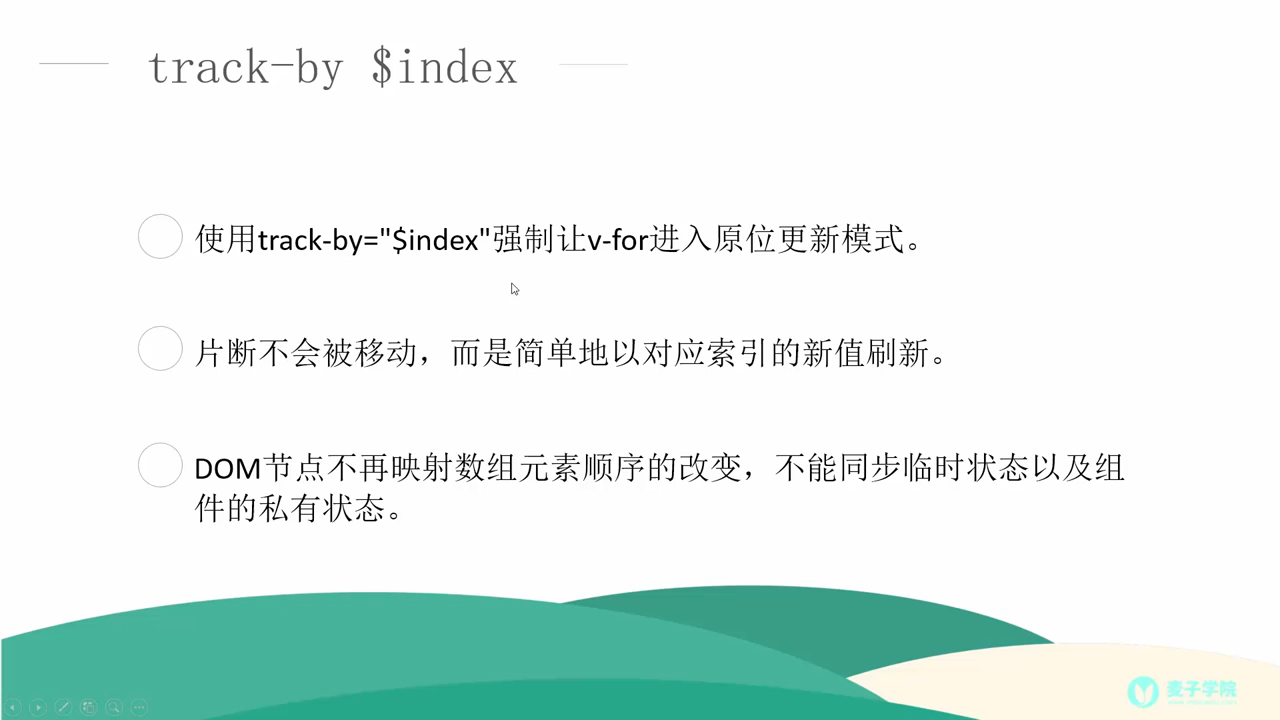 track-by $index
使用track-by="$index"强制让v-for进入原位更新模式。
片断不会被移动，而是简单地以对应索引的新值刷新。
DOM节点不再映射数组元素顺序的改变，不能同步临时状态以及组
件的私有状态。
麦子学院